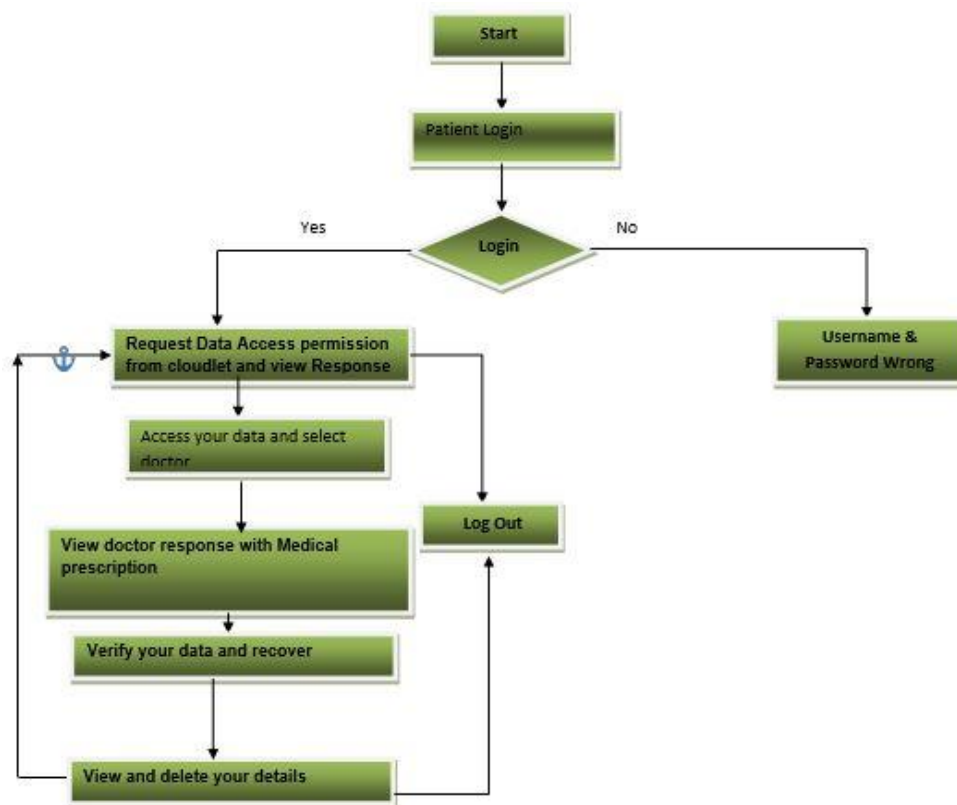 Start
Patient Login
Login
Yes
No
Request Data Access permission
from cloudlet and view Response
Username &
Password Wrong
Access your data and select
doctor
Log Out
View doctor response with Medical
prescription
Verify your data and recover
View and delete your details